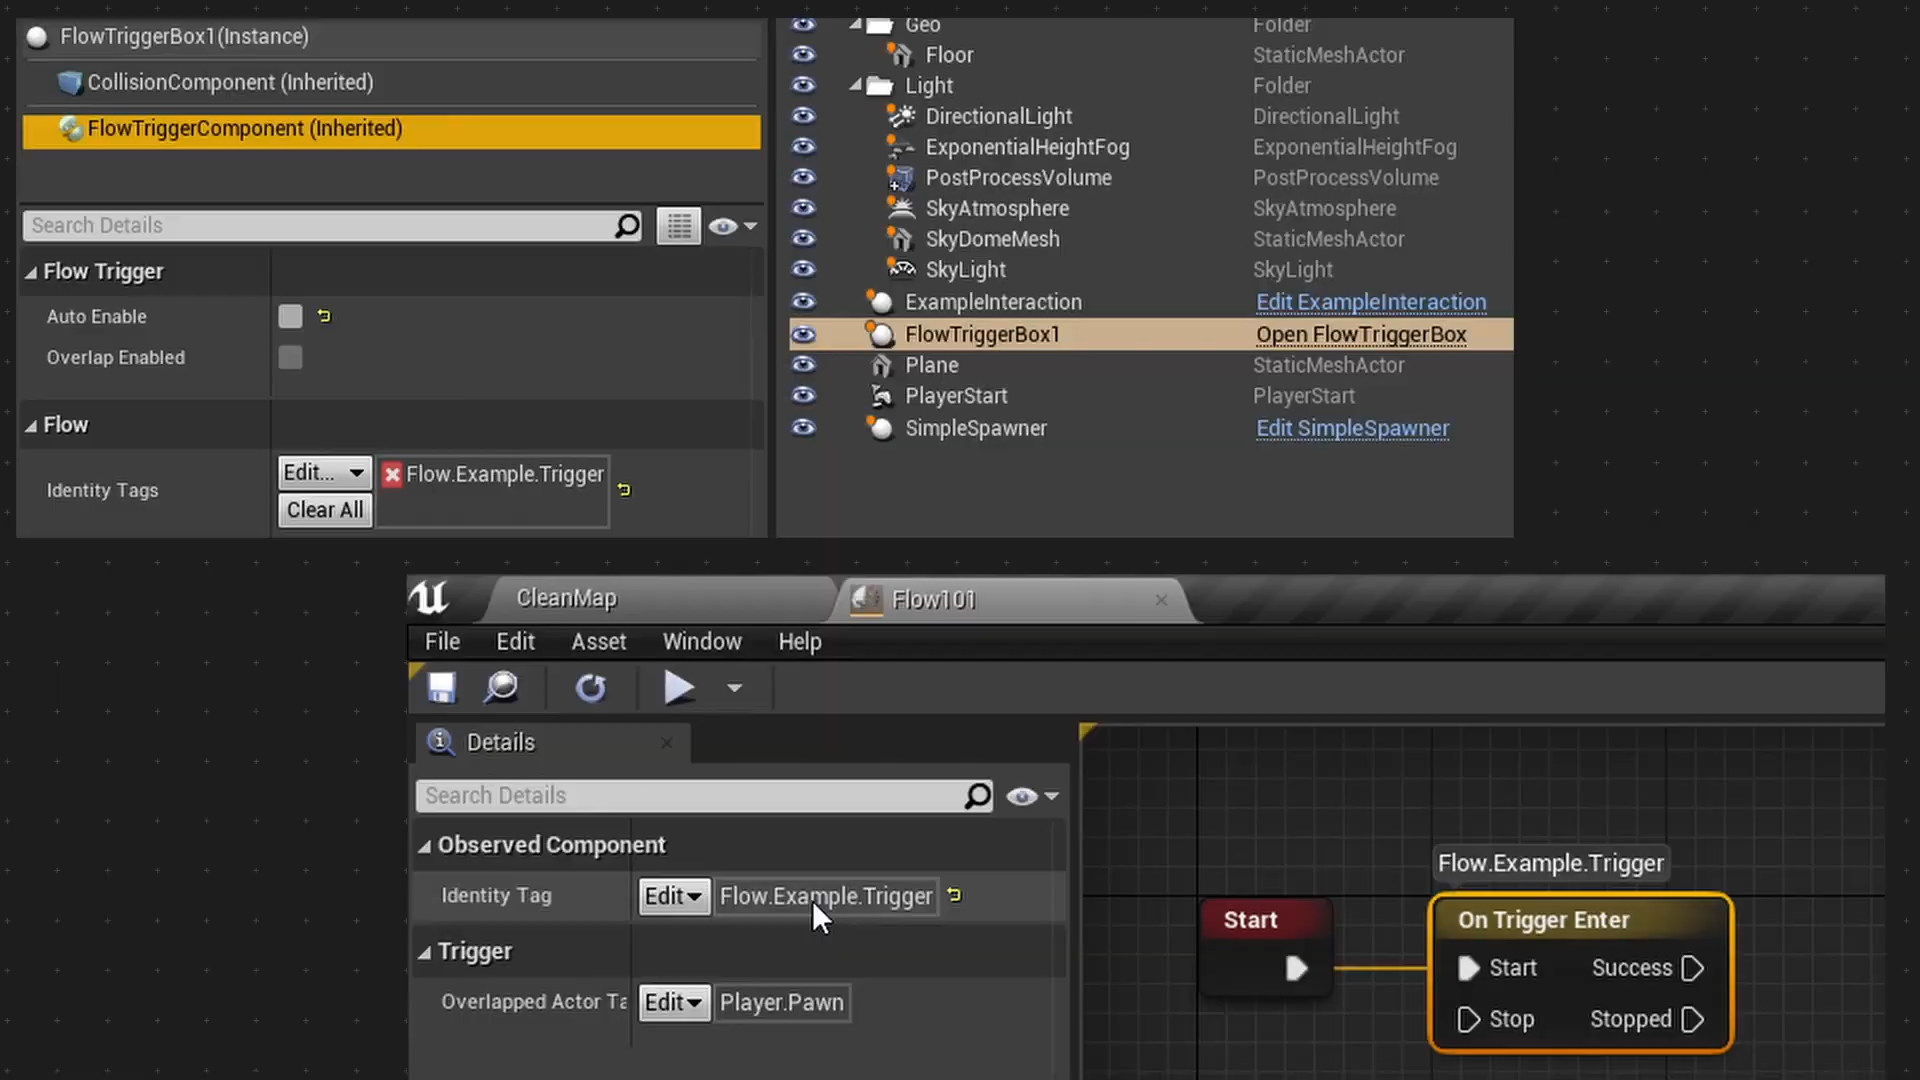 FlowTriggerBox1(Instance)
CollisionComponent (Inherited)
FlowTriggerComponent (Inherited)
Search Details
Flow Trigger
Auto Enable
Overlap Enabled
Flow
Identity Tags
Edit...
Flow.Example.Trigger
Clear All
Geo Folder
Floor StaticMeshActor
Light Folder
DirectionalLight DirectionalLight
ExponentialHeightFog ExponentialHeightFog
PostProcessVolume PostProcessVolume
SkyAtmosphere SkyAtmosphere
SkyDomeMesh StaticMeshActor
SkyLight SkyLight
ExampleInteraction Edit ExampleInteraction
FlowTriggerBox1 Open FlowTriggerBox
Plane StaticMeshActor
PlayerStart PlayerStart
SimpleSpawner Edit SimpleSpawner
CleanMap Flow101
File Edit Asset Window Help
Details
Search Details
Observed Component
Identity Tag Edit Flow.Example.Trigger
Trigger
Overlapped Actor Ta Edit Player.Pawn
Flow.Example.Trigger
Start
On Trigger Enter
Start Success
Stop Stopped